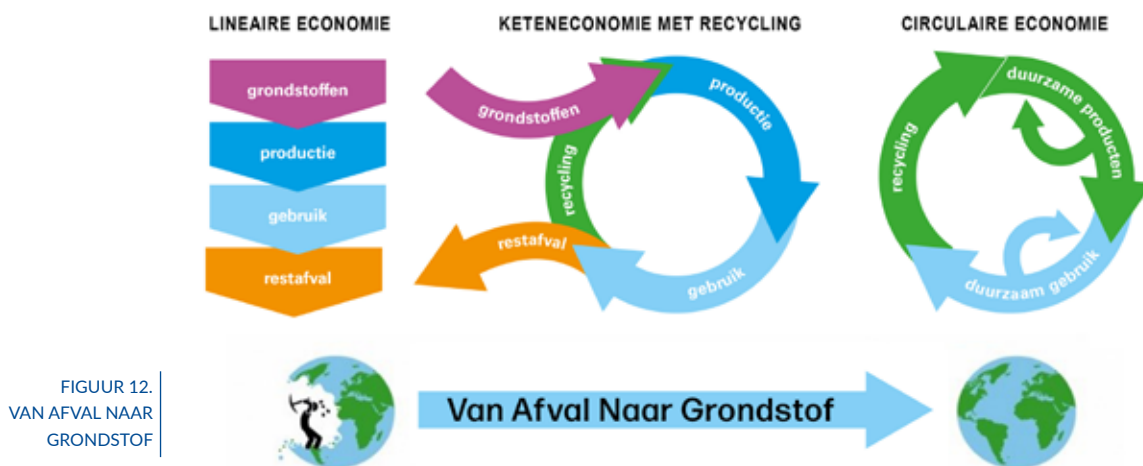 LINEAIRE ECONOMIE
grondstoffen
productie
gebruik
restafval
KETENECONOMIE MET RECYCLING
grondstoffen
productie
gebruik
recycling
restafval
CIRCULAIRE ECONOMIE
duurzame producten
duurzaam gebruik
recycling
FIGUUR 12.
VAN AFVAL NAAR
GRONDSTOF
Van Afval Naar Grondstof